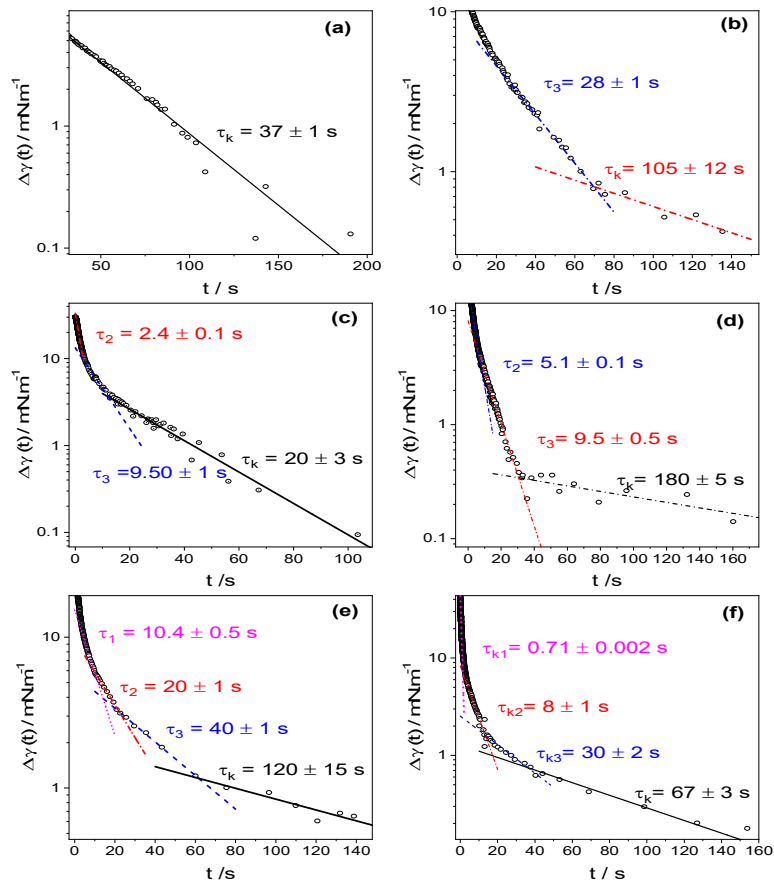 (a)
Δγ(t)/ mNm⁻¹
1
0.1
τk = 37 ± 1 s
50 100 150 200
t / s
(b)
Δγ(t)/ mNm⁻¹
10
1
τ3= 28 ± 1 s
τk = 105 ± 12 s
0 20 40 60 80 100 120 140
t / s
(c)
Δγ(t)/ mNm⁻¹
10
1
0.1
τ2 = 2.4 ± 0.1 s
τ3 =9.50 ± 1 s
τk = 20 ± 3 s
0 20 40 60 80 100
t / s
(d)
Δγ(t)/ mNm⁻¹
10
1
0.1
τ2= 5.1 ± 0.1 s
τ3= 9.5 ± 0.5 s
τk = 180 ± 5 s
0 20 40 60 80 100 120 140 160
t / s
(e)
Δγ(t)/ mNm⁻¹
10
1
τ1 = 10.4 ± 0.5 s
τ2 = 20 ± 1 s
τ3 = 40 ± 1 s
τk = 120 ± 15 s
0 20 40 60 80 100 120 140
t / s
(f)
Δγ(t)/ mNm⁻¹
10
1
0.1
τk1= 0.71 ± 0.002 s
τk2= 8 ± 1 s
τk3= 30 ± 2 s
τk= 67 ± 3 s
0 20 40 60 80 100 120 140 160
t / s